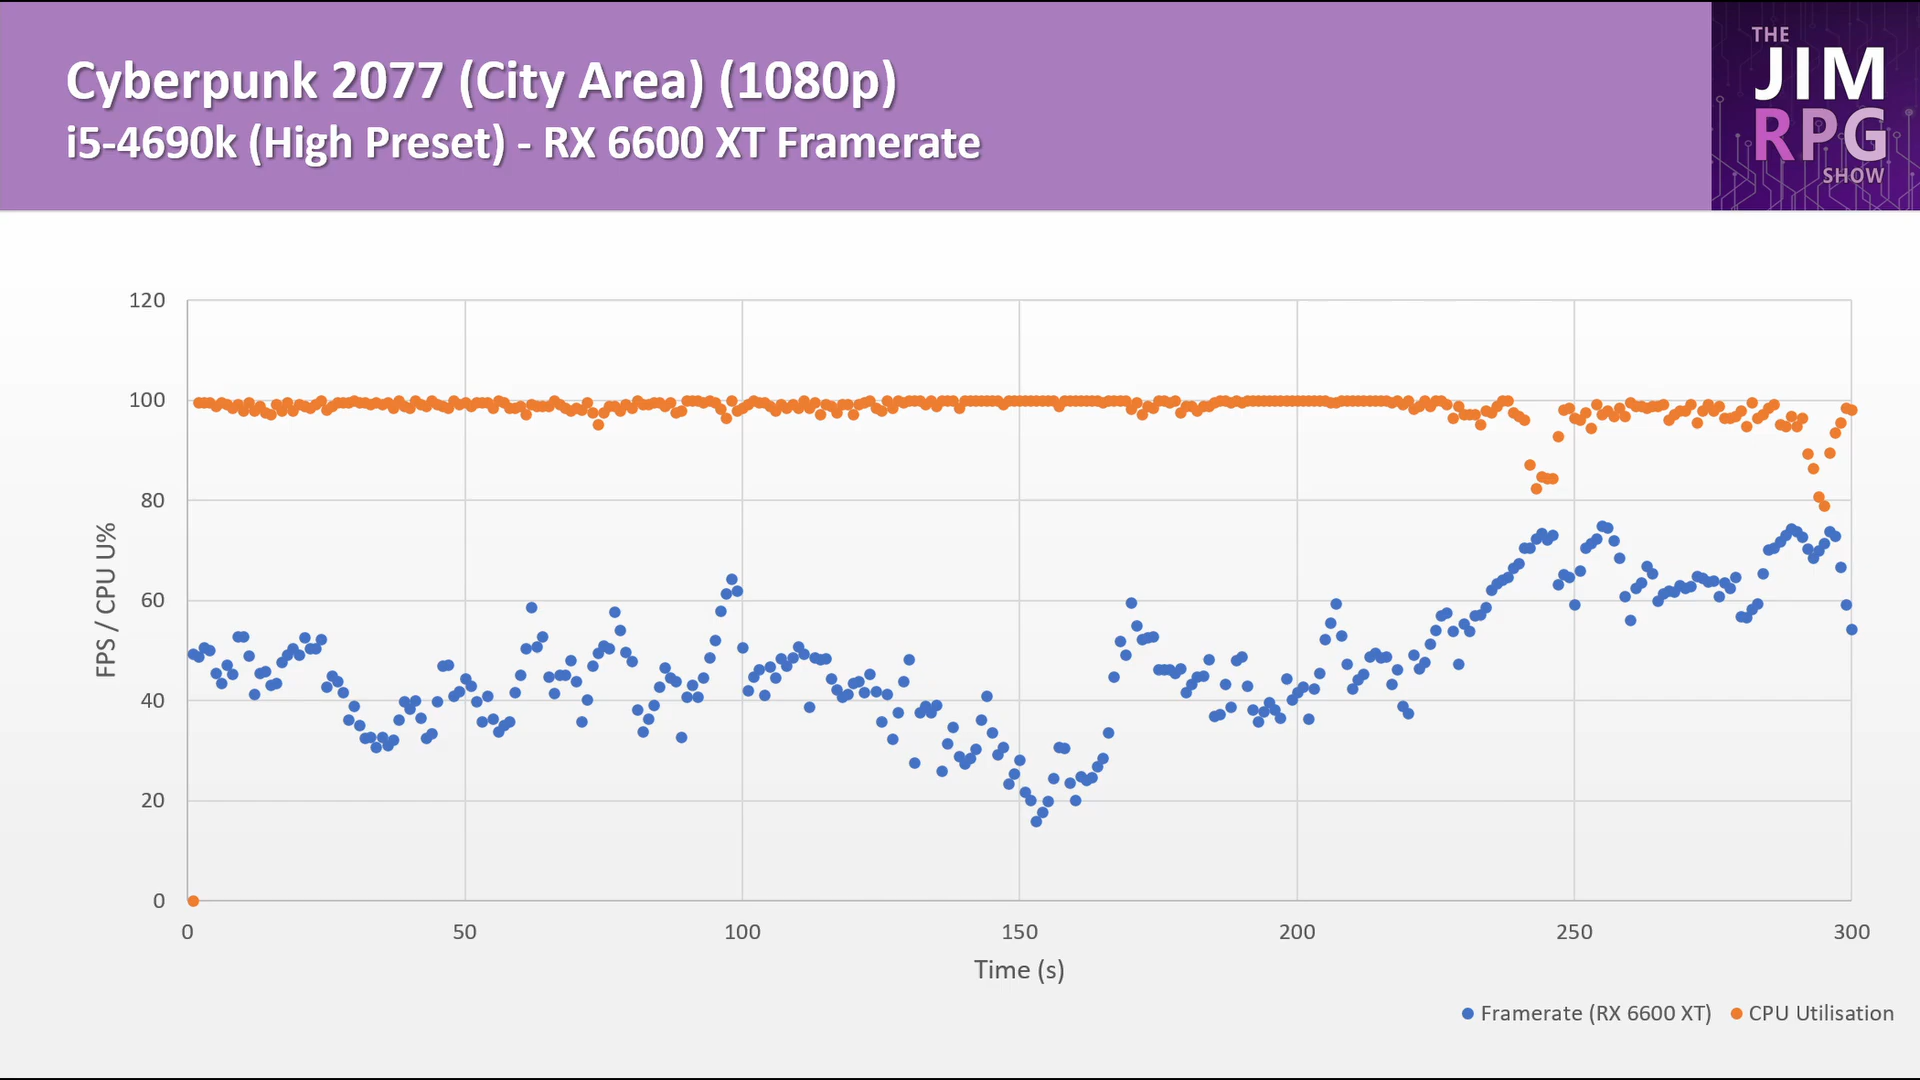 Cyberpunk 2077 (City Area) (1080p)
i5-4690k (High Preset) - RX 6600 XT Framerate
THE
JIM
RPG
SHOW
FPS / CPU U%
120
100
80
60
40
20
0
0 50 100 150 200 250 300
Time (s)
Framerate (RX 6600 XT) CPU Utilisation